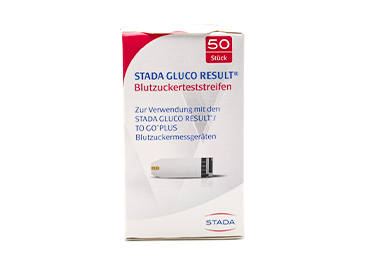 50
Stück
STADA GLUCO RESULT®
Blutzuckerteststreifen
Zur Verwendung mit den
STADA GLUCO RESULT®/
TO GO®PLUS
Blutzuckermessgeräten
STADA